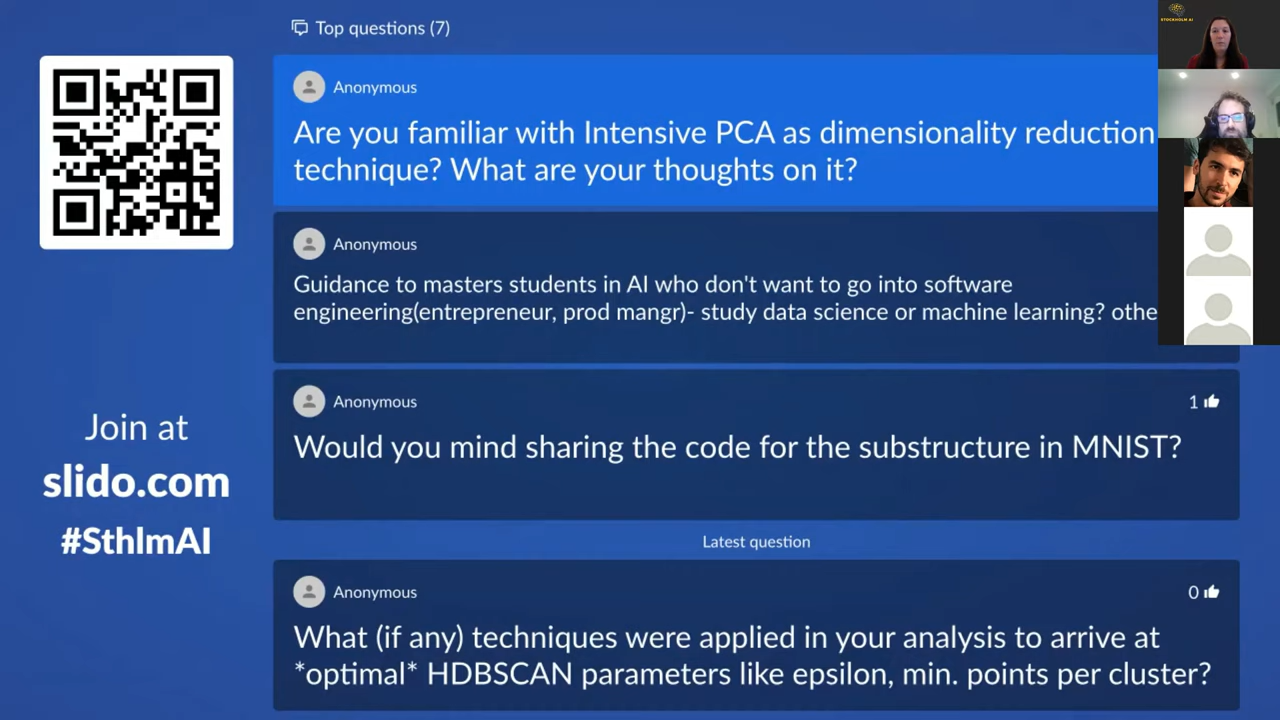 Top questions (7)
Anonymous
Are you familiar with Intensive PCA as dimensionality reduction
technique? What are your thoughts on it?
Anonymous
Guidance to masters students in AI who don't want to go into software
engineering(entrepreneur, prod mangr)- study data science or machine learning? othe
Anonymous
1
Would you mind sharing the code for the substructure in MNIST?
Latest question
Anonymous
0
What (if any) techniques were applied in your analysis to arrive at
*optimal* HDBSCAN parameters like epsilon, min. points per cluster?
Join at
slido.com
#SthlmAI
STOCKHOLM AI